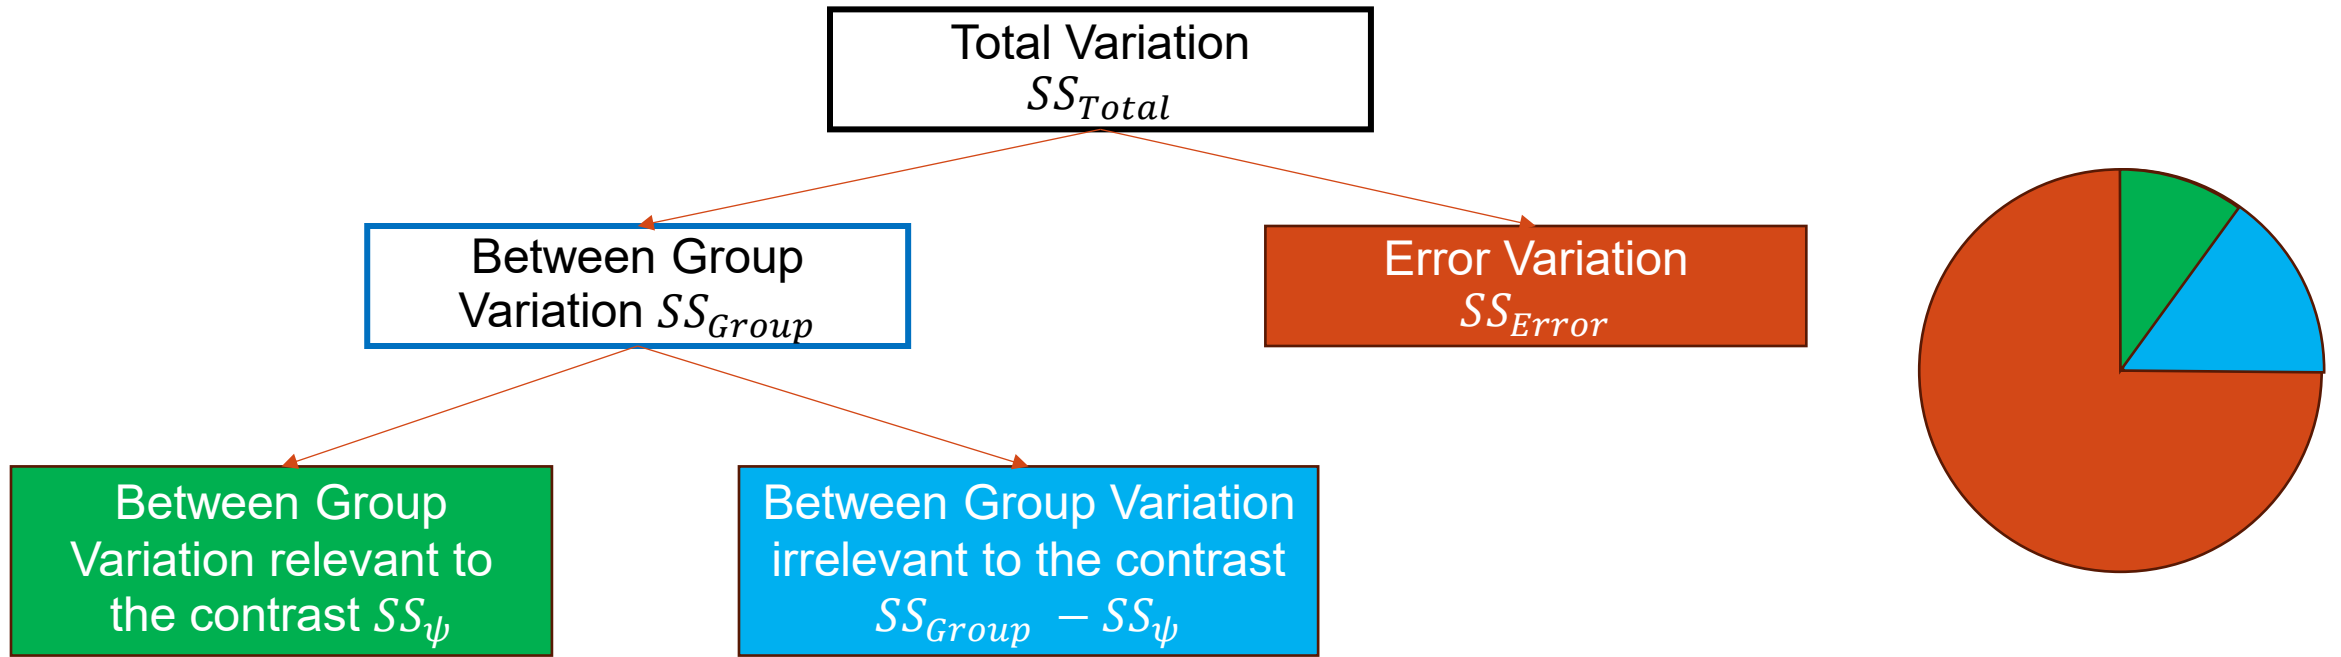 Total Variation
SS_Total
Between Group
Variation SS_Group
Error Variation
SS_Error
Between Group
Variation relevant to
the contrast SS_ψ
Between Group Variation
irrelevant to the contrast
SS_Group − SS_ψ